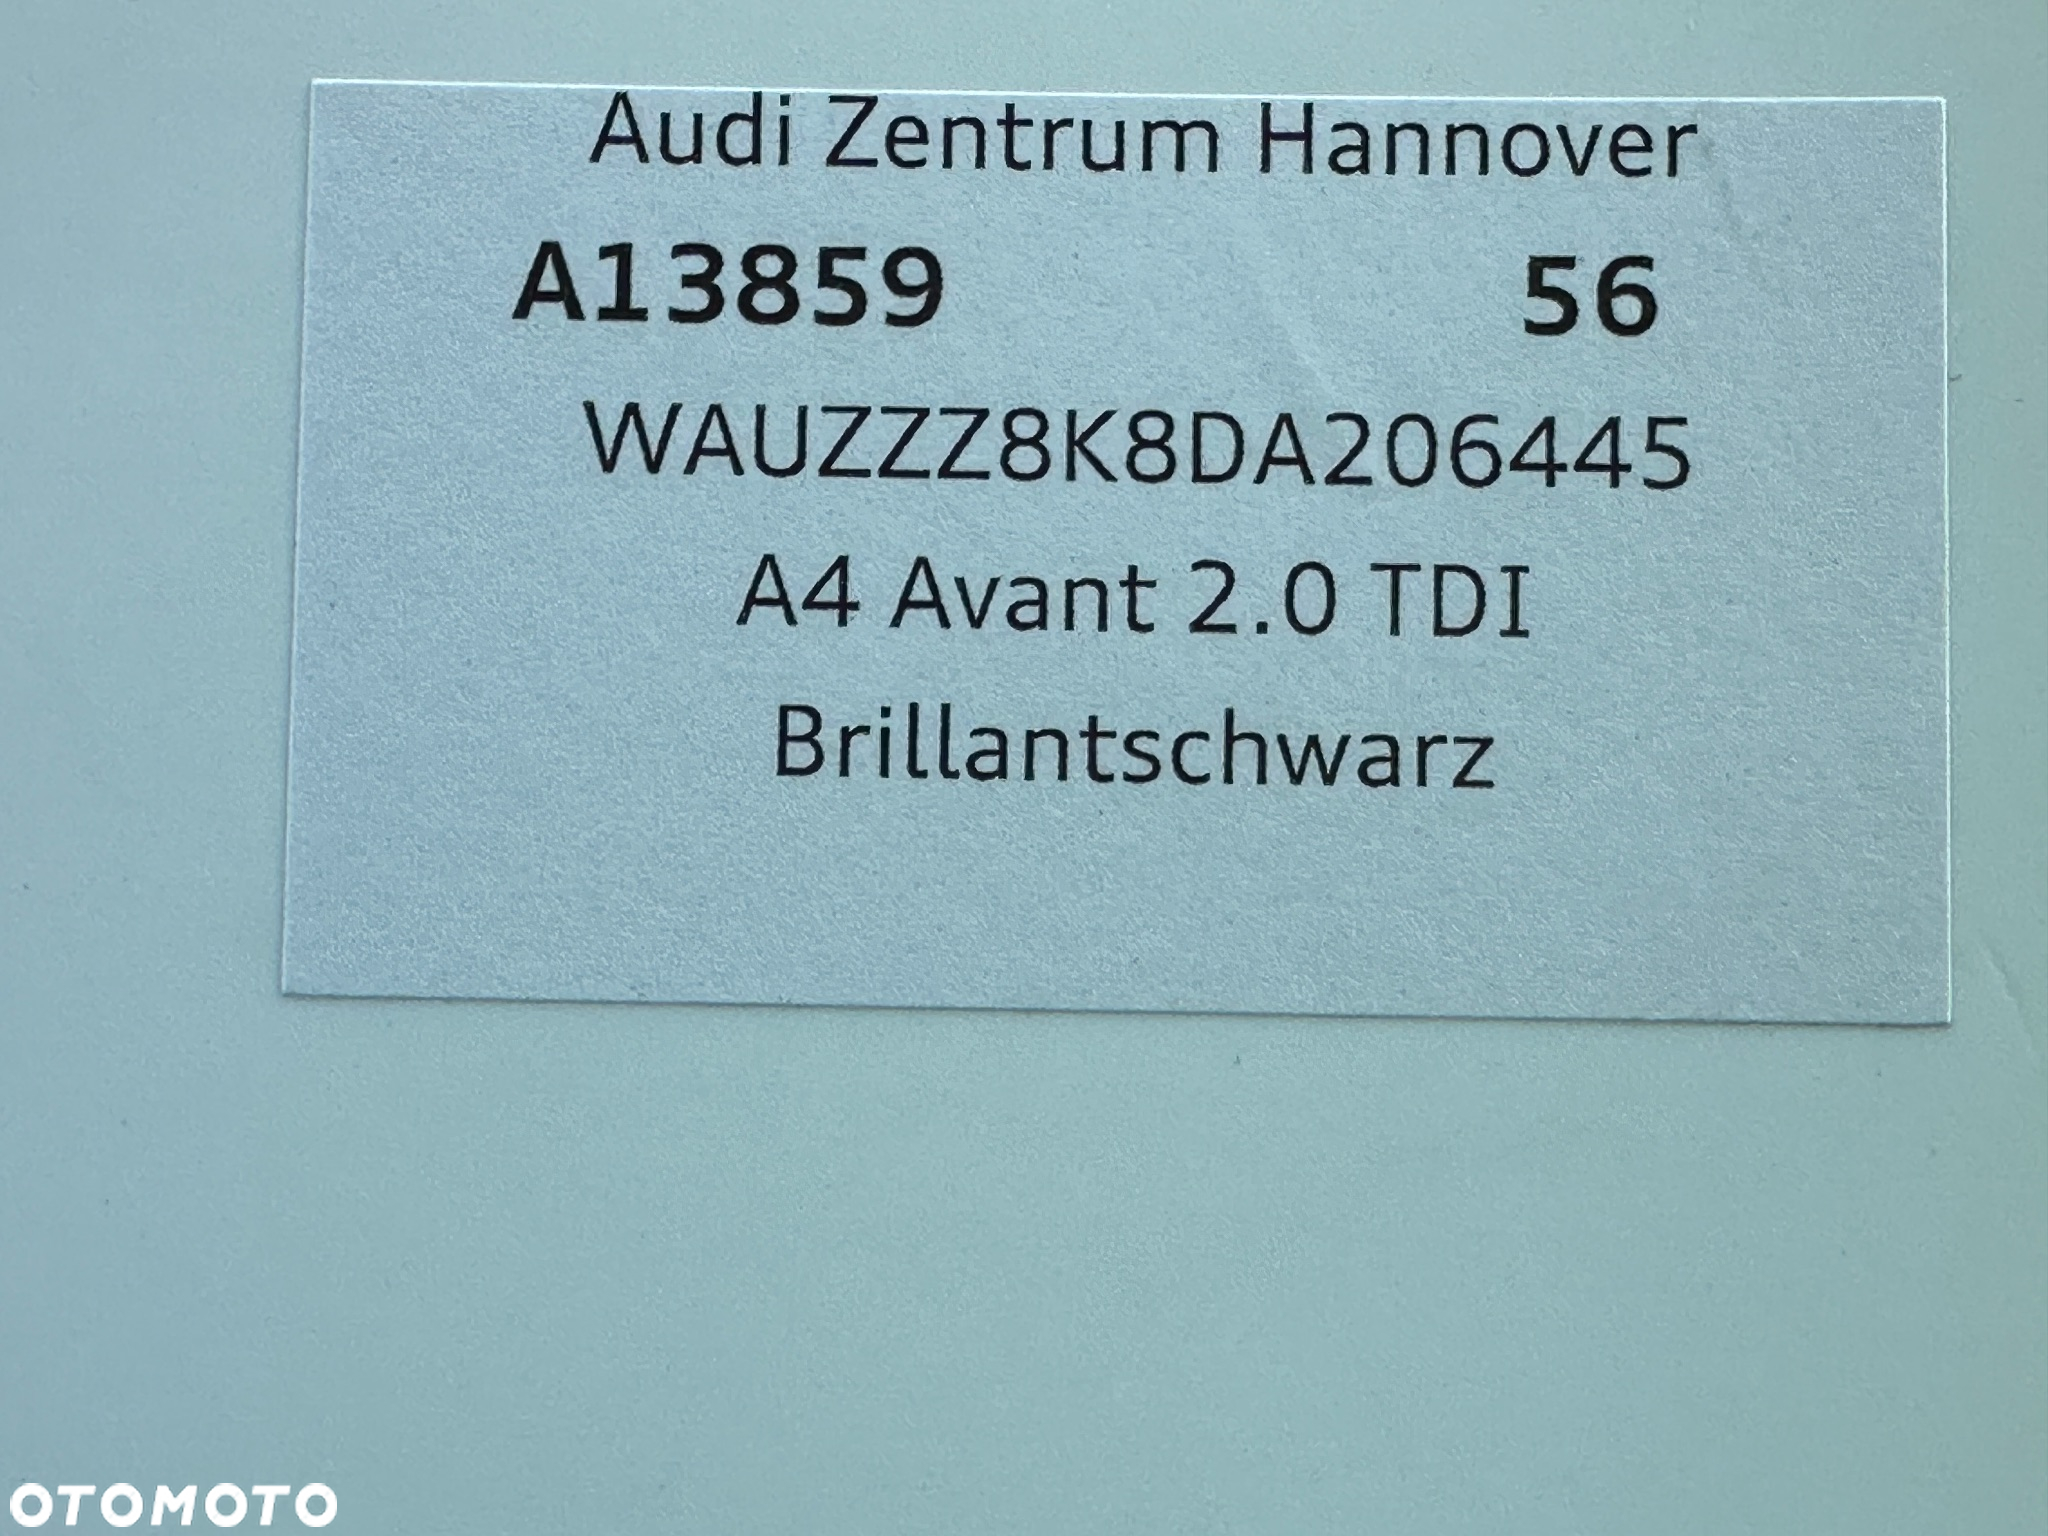 Audi Zentrum Hannover
A13859 56
WAUZZZ8K8DA206445
A4 Avant 2.0 TDI
Brillantschwarz
OTOMOTO